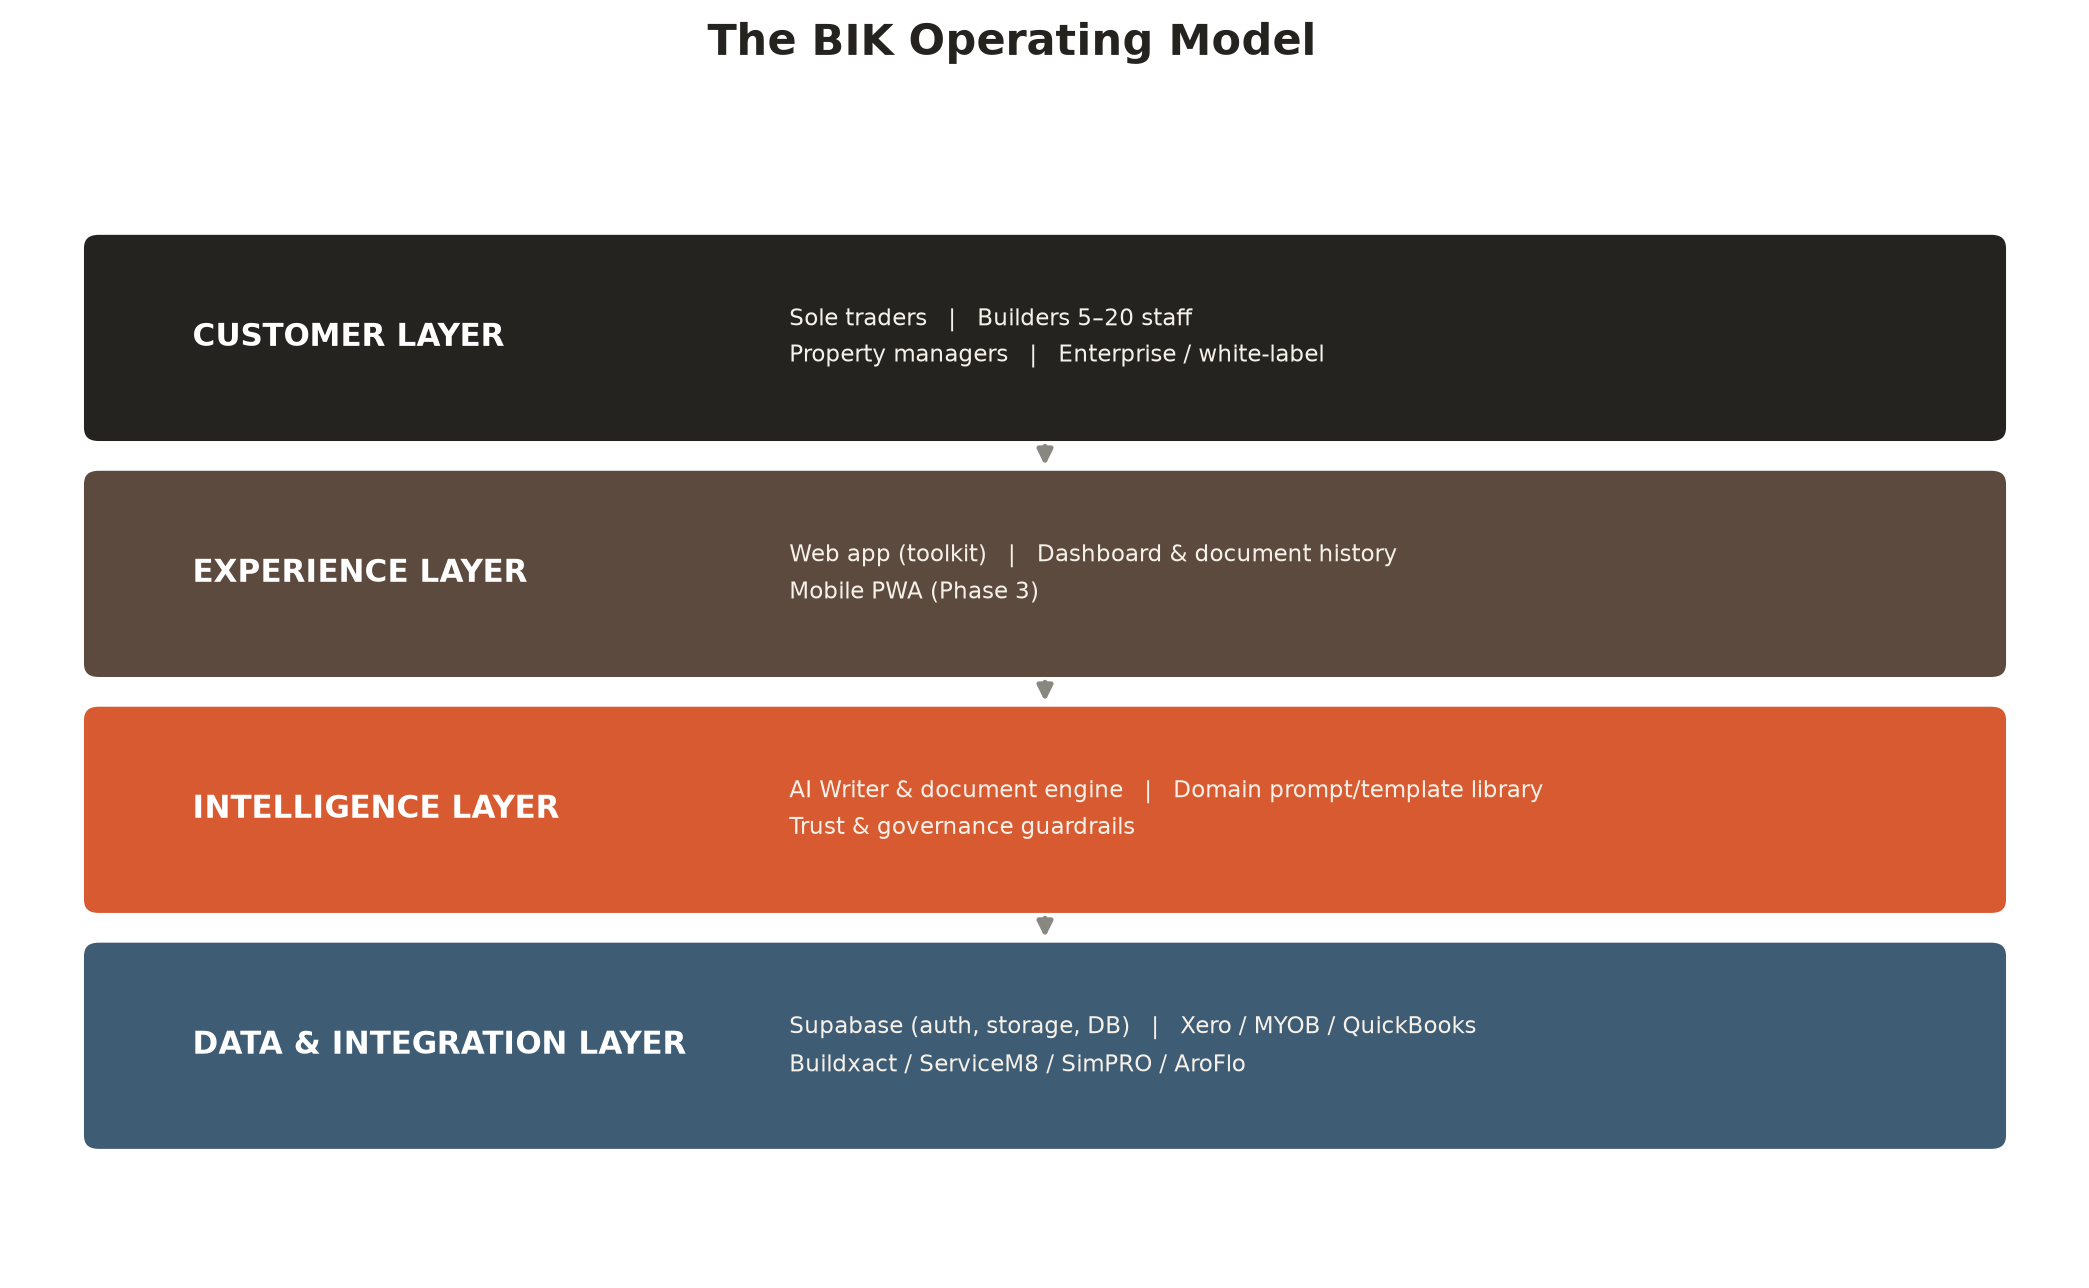 The BIK Operating Model
CUSTOMER LAYER
Sole traders | Builders 5–20 staff
Property managers | Enterprise / white-label
EXPERIENCE LAYER
Web app (toolkit) | Dashboard & document history
Mobile PWA (Phase 3)
INTELLIGENCE LAYER
AI Writer & document engine | Domain prompt/template library
Trust & governance guardrails
DATA & INTEGRATION LAYER
Supabase (auth, storage, DB) | Xero / MYOB / QuickBooks
Buildxact / ServiceM8 / SimPRO / AroFlo